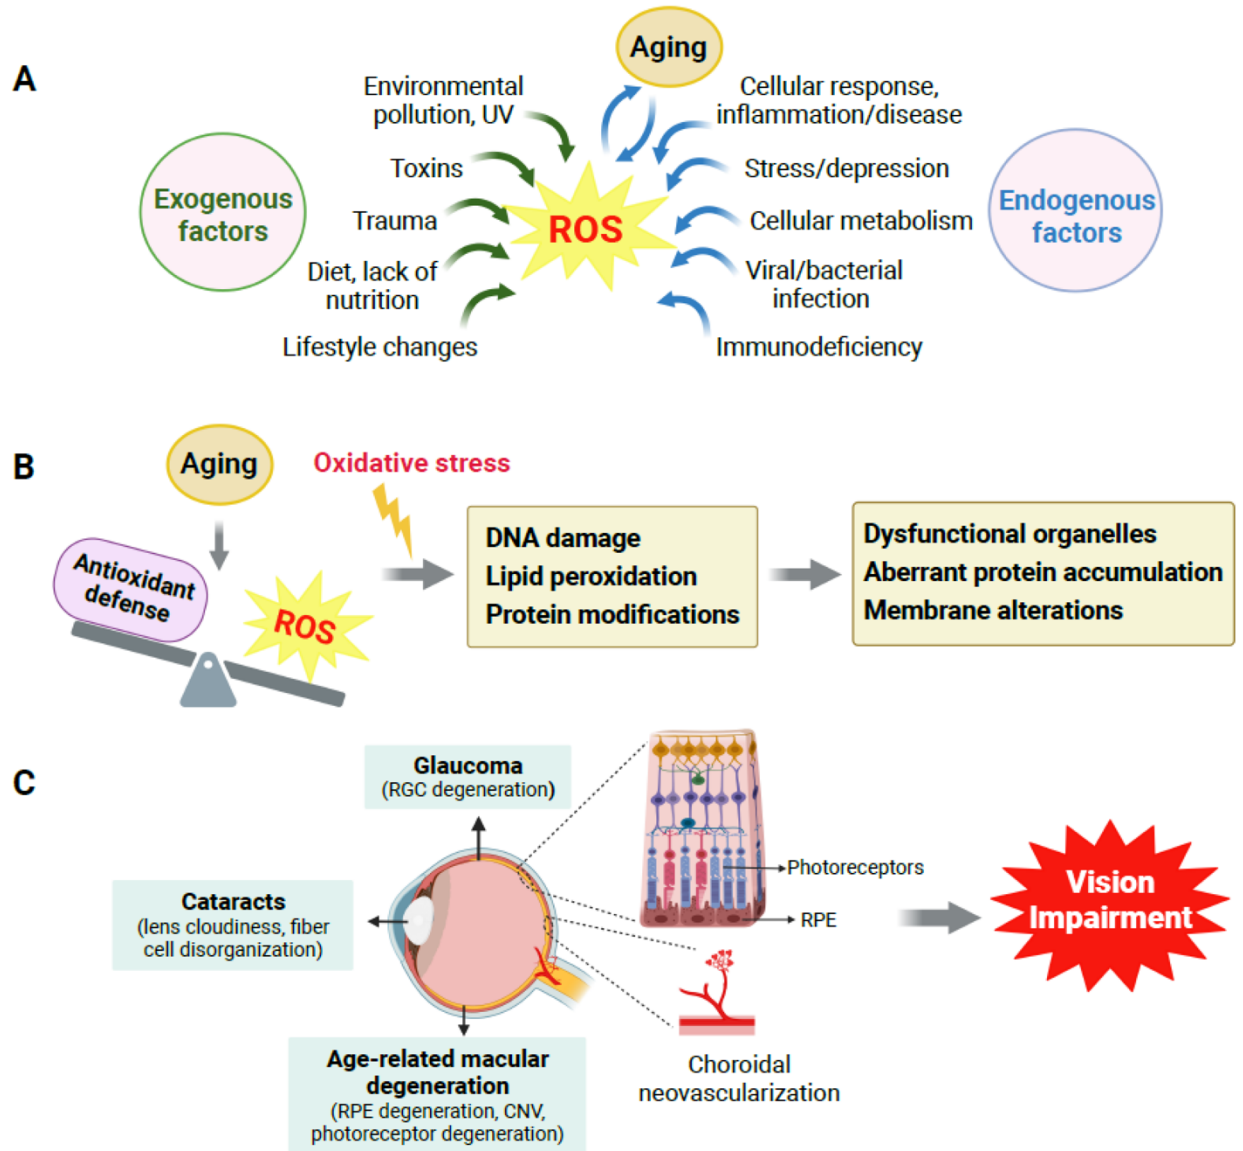 A
Aging
Environmental
pollution, UV
Toxins
Trauma
Diet, lack of
nutrition
Lifestyle changes
Exogenous
factors
ROS
Cellular response,
inflammation/disease
Stress/depression
Cellular metabolism
Viral/bacterial
infection
Immunodeficiency
Endogenous
factors
B
Aging
Antioxidant
defense
ROS
Oxidative stress
DNA damage
Lipid peroxidation
Protein modifications
Dysfunctional organelles
Aberrant protein accumulation
Membrane alterations
C
Glaucoma
(RGC degeneration)
Cataracts
(lens cloudiness, fiber
cell disorganization)
Age-related macular
degeneration
(RPE degeneration, CNV,
photoreceptor degeneration)
Photoreceptors
RPE
Choroidal
neovascularization
Vision
Impairment